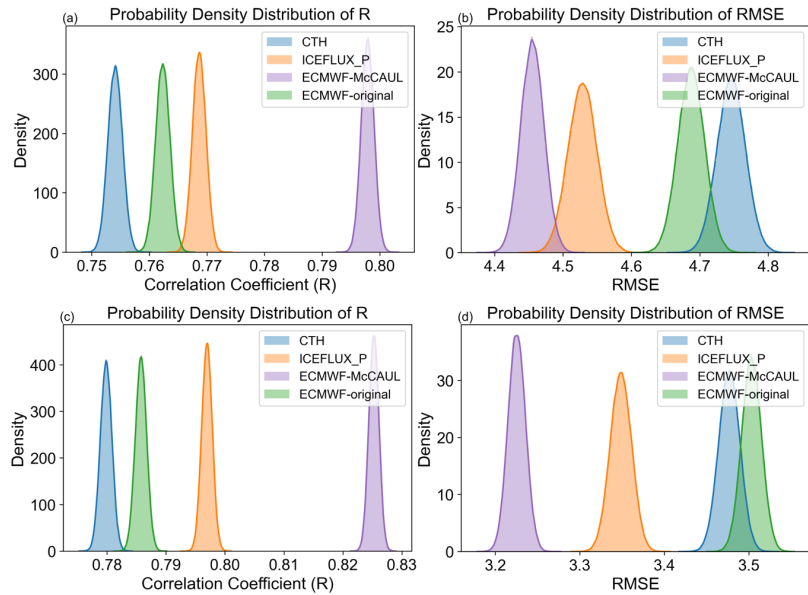 (a) Probability Density Distribution of R
CTH
ICEFLUX_P
ECMWF-McCAUL
ECMWF-original
Density
300
200
100
0
0.75 0.76 0.77 0.78 0.79 0.80
Correlation Coefficient (R)
(b) Probability Density Distribution of RMSE
CTH
ICEFLUX_P
ECMWF-McCAUL
ECMWF-original
Density
25
20
15
10
5
0
4.4 4.5 4.6 4.7 4.8
RMSE
(c) Probability Density Distribution of R
CTH
ICEFLUX_P
ECMWF-McCAUL
ECMWF-original
Density
400
300
200
100
0
0.78 0.79 0.80 0.81 0.82 0.83
Correlation Coefficient (R)
(d) Probability Density Distribution of RMSE
CTH
ICEFLUX_P
ECMWF-McCAUL
ECMWF-original
Density
30
20
10
0
3.2 3.3 3.4 3.5
RMSE